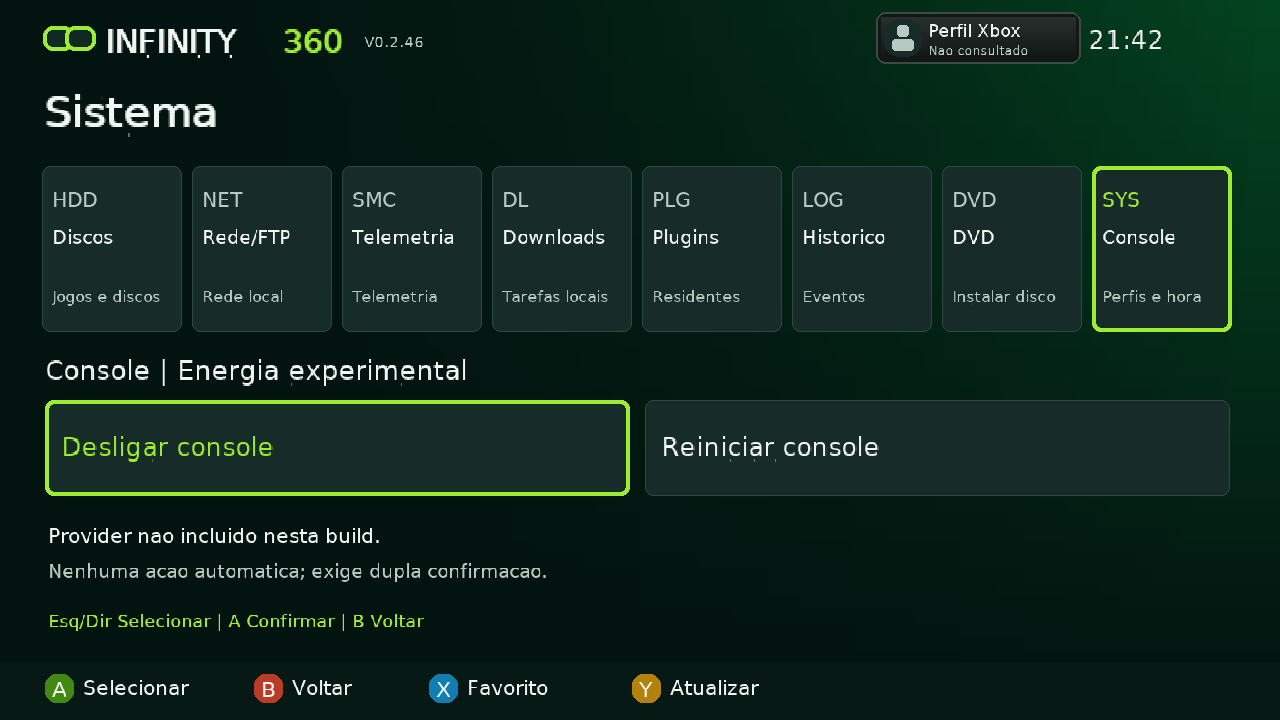 INFINITY 360 V0.2.46
Perfil Xbox
Nao consultado
21:42
Sistema
HDD
Discos
Jogos e discos
NET
Rede/FTP
Rede local
SMC
Telemetria
Telemetria
DL
Downloads
Tarefas locais
PLG
Plugins
Residentes
LOG
Historico
Eventos
DVD
DVD
Instalar disco
SYS
Console
Perfis e hora
Console | Energia experimental
Desligar console
Reiniciar console
Provider nao incluido nesta build.
Nenhuma acao automatica; exige dupla confirmacao.
Esq/Dir Selecionar | A Confirmar | B Voltar
A Selecionar B Voltar X Favorito Y Atualizar